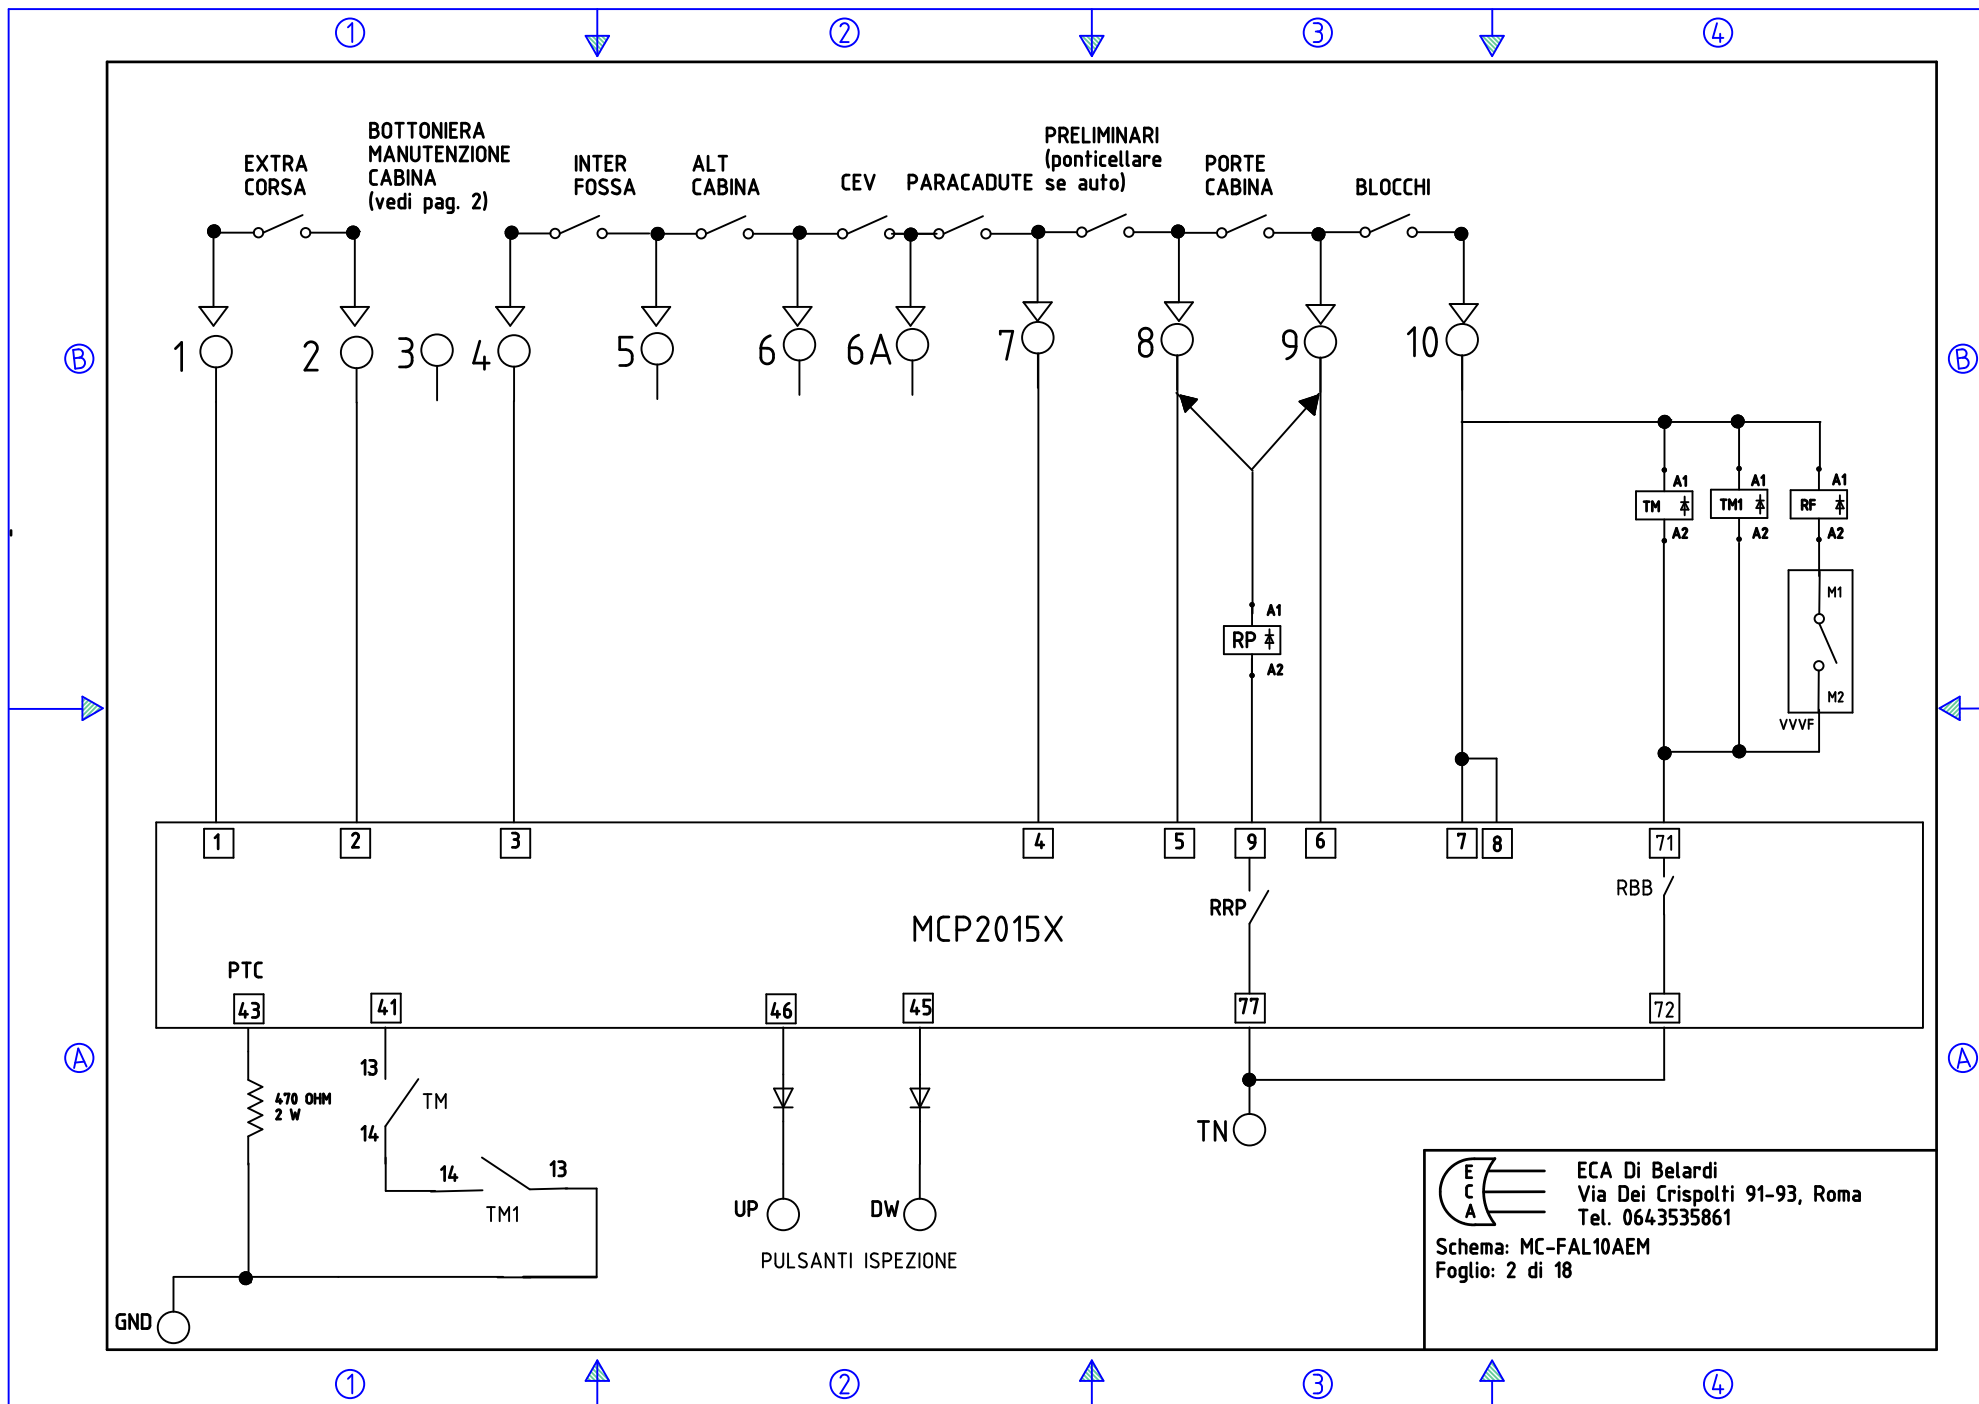 1 2 3 4
EXTRA
CORSA
BOTTONIERA
MANUTENZIONE
CABINA
(vedi pag. 2)
INTER
FOSSA
ALT
CABINA
CEV
PARACADUTE
PRELIMINARI
(ponticellare
se auto)
PORTE
CABINA
BLOCCHI
B
1 2 3 4 5 6 6A 7 8 9 10
B
A1 A1 A1
TM TM1 RF
A2 A2 A2
M1
M2
VVVF
A1
RP
A2
1 2 3 4 5 9 6 7 8 71
RRP
RBB
MCP2015X
PTC
43 41 46 45 77 72
A
A
470 OHM
2 W
13
TM
14
14 13
TM1
UP
DW
PULSANTI ISPEZIONE
TN
GND
E
C
A
ECA Di Belardi
Via Dei Crispolti 91-93, Roma
Tel. 0643535861
Schema: MC-FAL10AEM
Foglio: 2 di 18
1 2 3 4